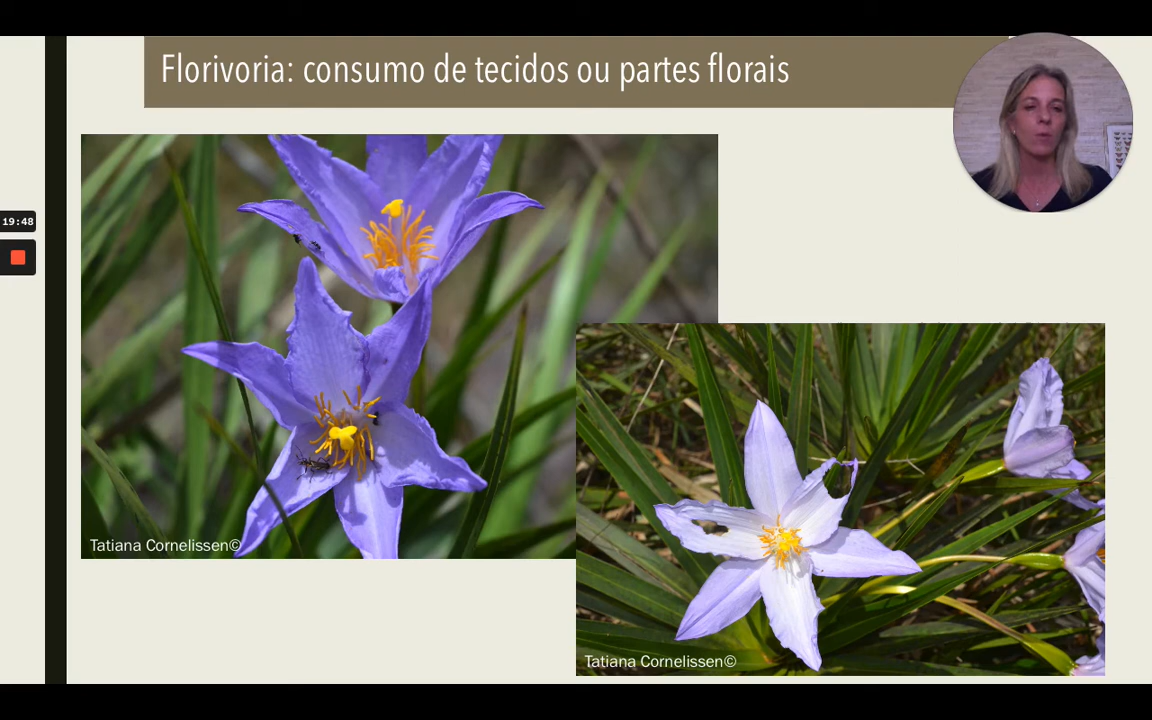 Florivoria: consumo de tecidos ou partes florais
19:48
Tatiana Cornelissen©
Tatiana Cornelissen©